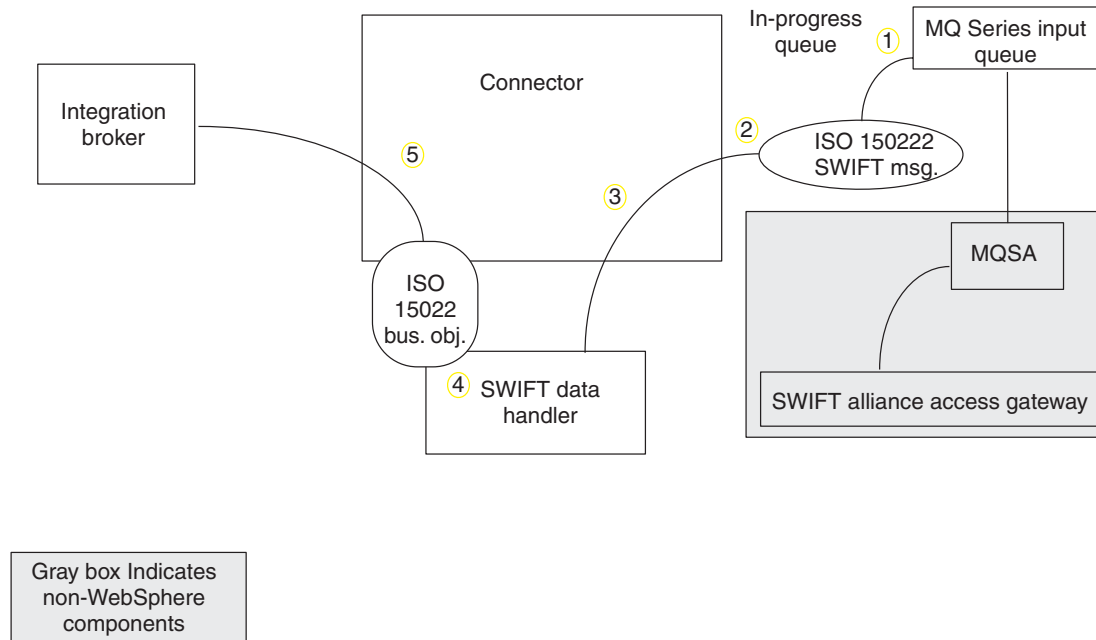 In-progress
queue
1
MQ Series input
queue
Connector
Integration
broker
2
ISO 150222
SWIFT msg.
5
3
MQSA
ISO
15022
bus. obj.
4
SWIFT data
handler
SWIFT alliance access gateway
Gray box Indicates
non-WebSphere
components